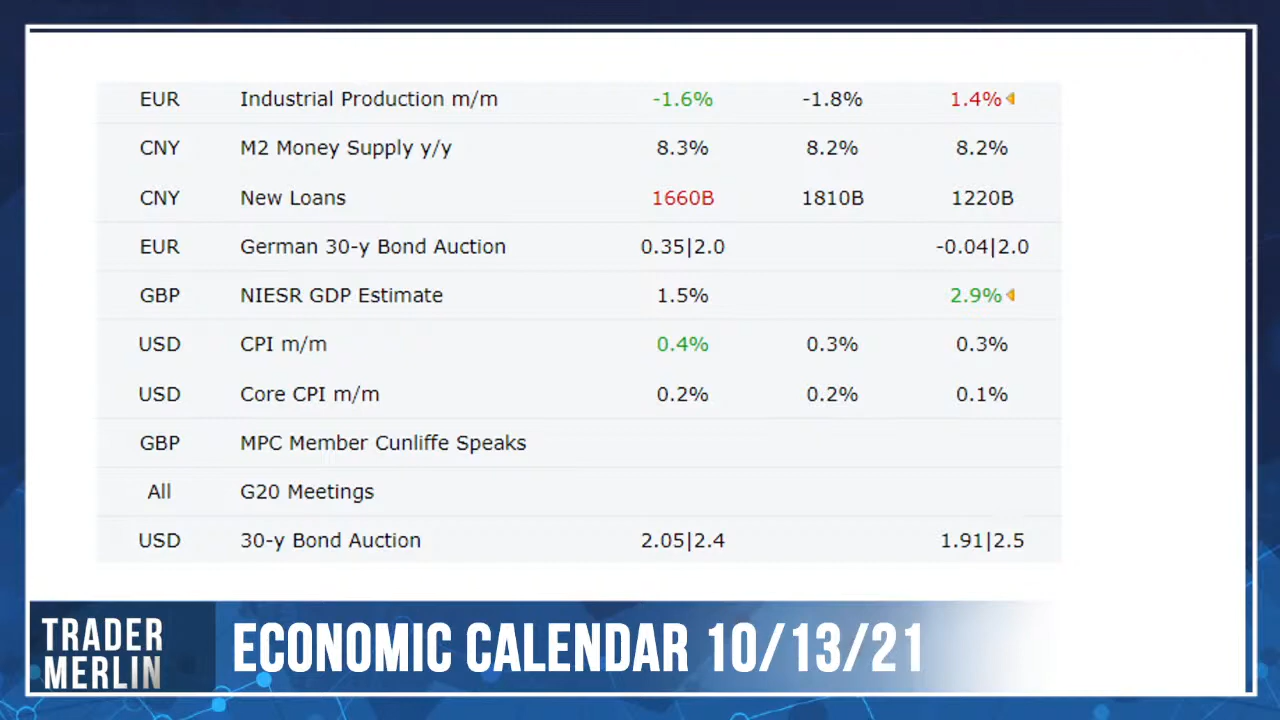 EUR Industrial Production m/m -1.6% -1.8% 1.4%
CNY M2 Money Supply y/y 8.3% 8.2% 8.2%
CNY New Loans 1660B 1810B 1220B
EUR German 30-y Bond Auction 0.35|2.0 -0.04|2.0
GBP NIESR GDP Estimate 1.5% 2.9%
USD CPI m/m 0.4% 0.3% 0.3%
USD Core CPI m/m 0.2% 0.2% 0.1%
GBP MPC Member Cunliffe Speaks
All G20 Meetings
USD 30-y Bond Auction 2.05|2.4 1.91|2.5
TRADER
MERLIN
ECONOMIC CALENDAR 10/13/21